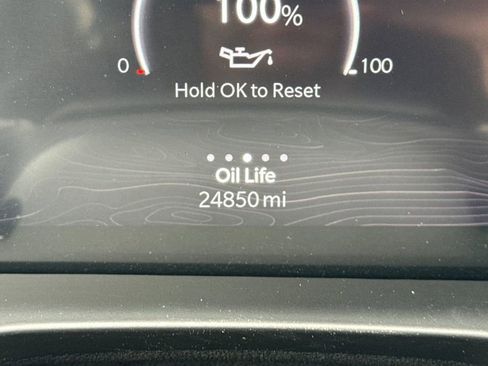 100%
0 100
Hold OK to Reset
Oil Life
24850 mi